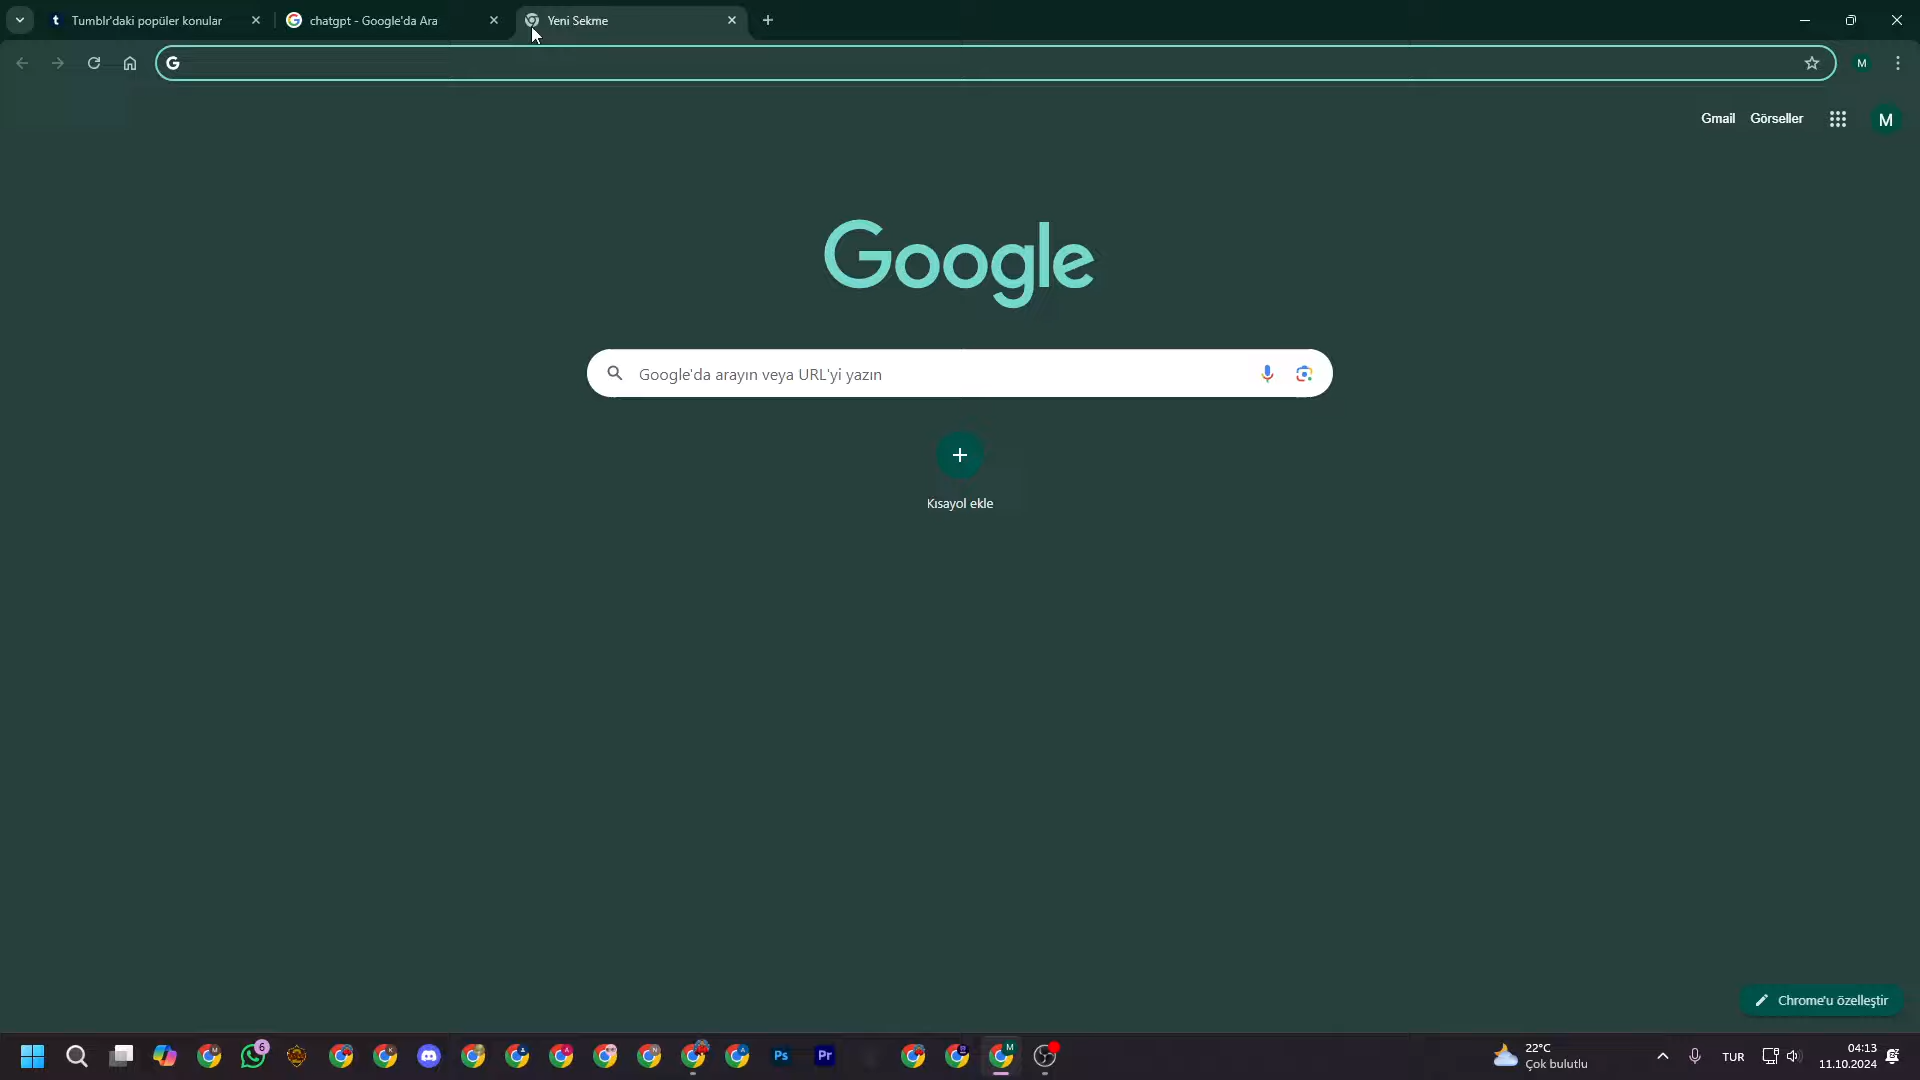 Tumblr'daki popüler konular
chatgpt - Google'da Ara
Yeni Sekme
M
Gmail
Görseller
M
Google
Google'da arayın veya URL'yi yazın
Kısayol ekle
Chrome'u özelleştir
6
Ps
Pr
M
22°C
Çok bulutlu
TUR
04:13
11.10.2024